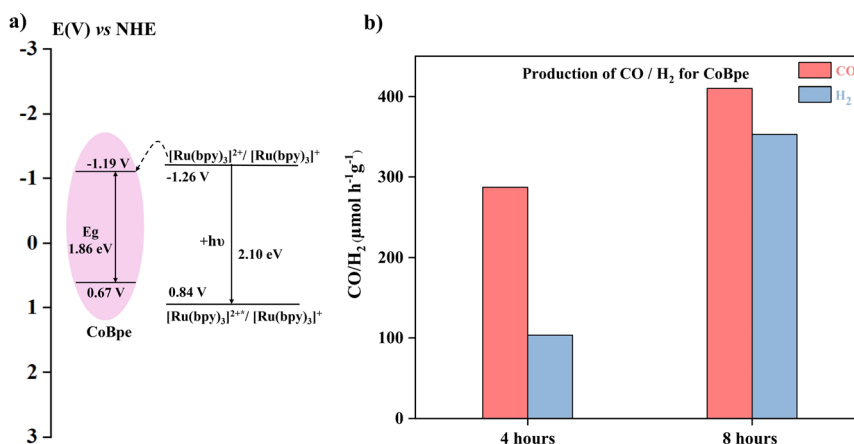 a)
E(V) vs NHE
-3
-2
-1
0
1
2
3
-1.19 V
Eg
1.86 eV
0.67 V
CoBpe
[Ru(bpy)₃]²⁺/ [Ru(bpy)₃]⁺
-1.26 V
+hυ
2.10 eV
0.84 V
[Ru(bpy)₃]²⁺*/ [Ru(bpy)₃]⁺
b)
Production of CO / H₂ for CoBpe
CO
H₂
CO/H₂ (μmol h⁻¹g⁻¹)
400
300
200
100
0
4 hours
8 hours